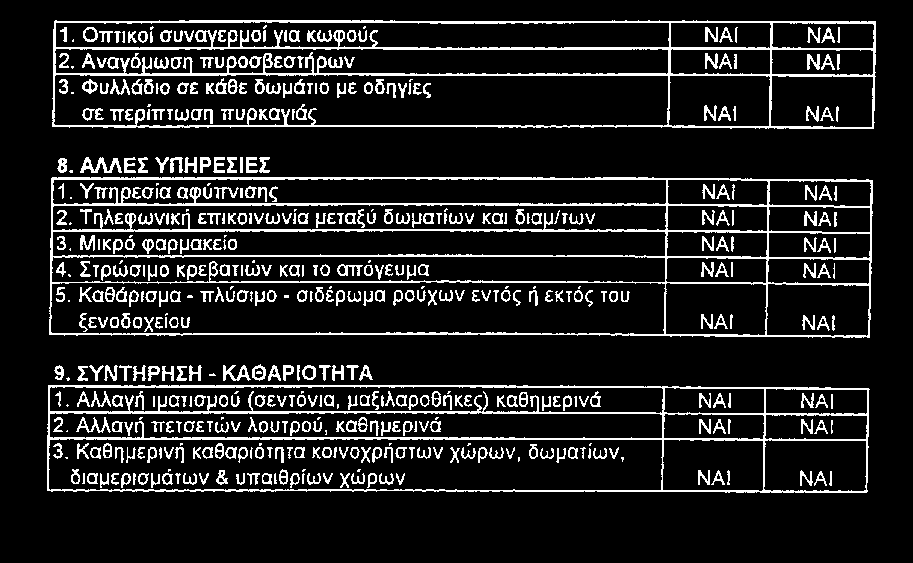 1. Οπτικοί συναγερμοί για κωφούς ΝΑΙ ΝΑΙ
2. Αναγόμωση πυροσβεστήρων ΝΑΙ ΝΑΙ
3. Φυλλάδιο σε κάθε δωμάτιο με οδηγίες
σε περίπτωση πυρκαγιάς ΝΑΙ ΝΑΙ
8. ΑΛΛΕΣ ΥΠΗΡΕΣΙΕΣ
1. Υπηρεσία αφύπνισης ΝΑΙ ΝΑΙ
2. Τηλεφωνική επικοινωνία μεταξύ δωματίων και διαμ/των ΝΑΙ ΝΑΙ
3. Μικρό φαρμακείο ΝΑΙ ΝΑΙ
4. Στρώσιμο κρεβατιών και το απόγευμα ΝΑΙ ΝΑΙ
5. Καθάρισμα - πλύσιμο - σιδέρωμα ρούχων εντός ή εκτός του
ξενοδοχείου ΝΑΙ ΝΑΙ
9. ΣΥΝΤΗΡΗΣΗ - ΚΑΘΑΡΙΟΤΗΤΑ
1. Αλλαγή ιματισμού (σεντόνια, μαξιλαροθήκες) καθημερινά ΝΑΙ ΝΑΙ
2. Αλλαγή πετσετών λουτρού, καθημερινά ΝΑΙ ΝΑΙ
3. Καθημερινή καθαριότητα κοινοχρήστων χώρων, δωματίων,
διαμερισμάτων & υπαιθρίων χώρων ΝΑΙ ΝΑΙ